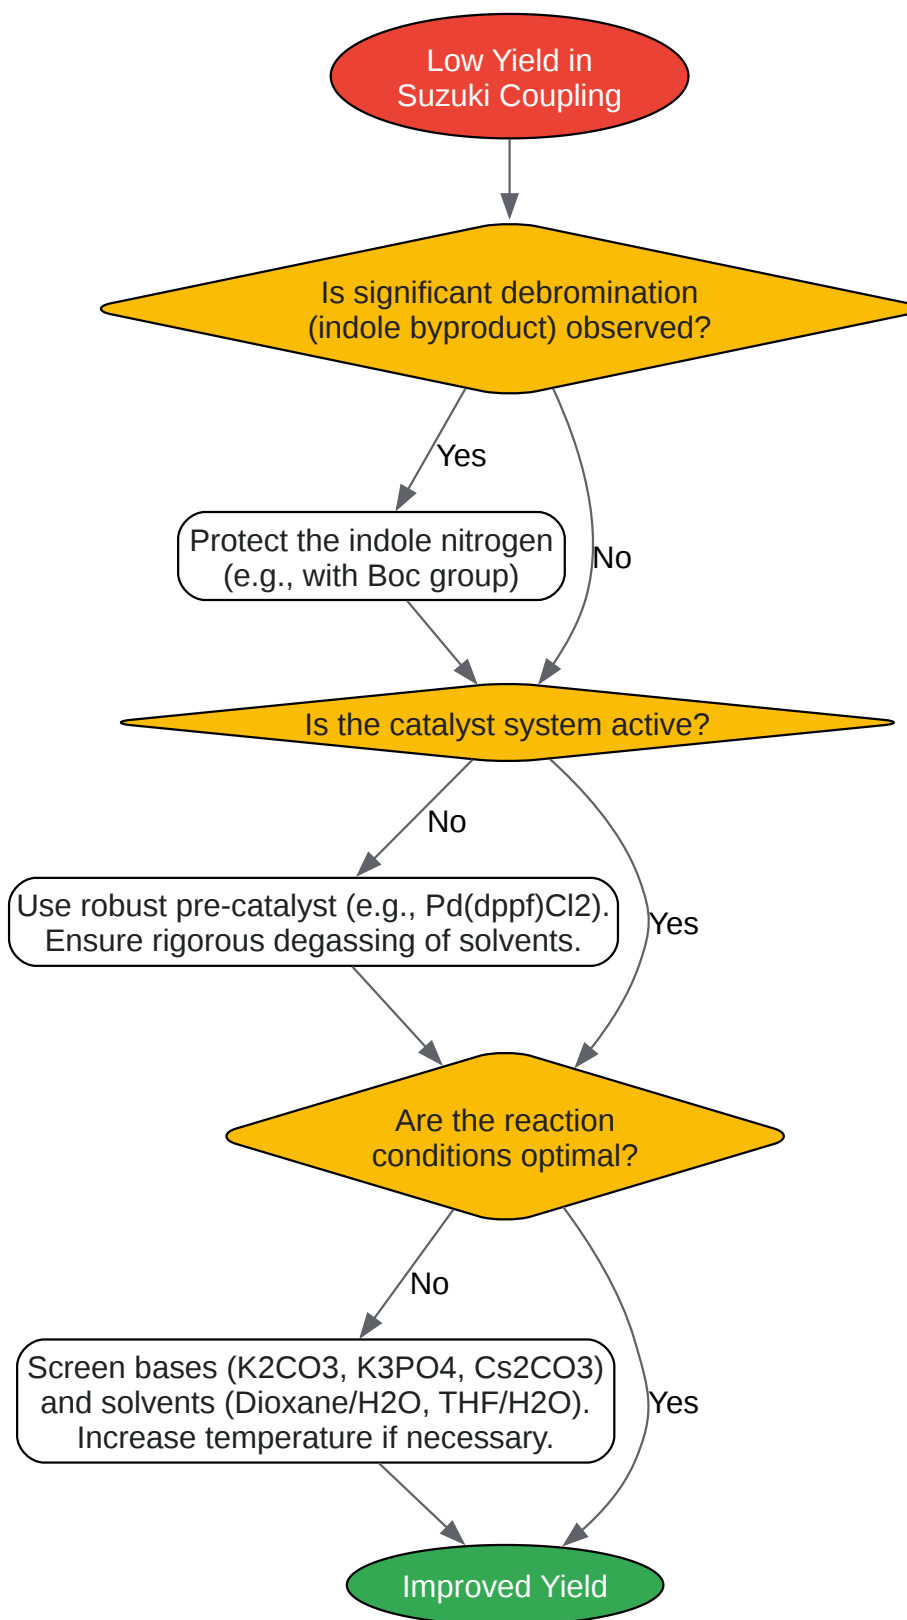 Low Yield in
Suzuki Coupling
Is significant debromination
(indole byproduct) observed?
Yes
Protect the indole nitrogen
(e.g., with Boc group)
No
Is the catalyst system active?
No
Use robust pre-catalyst (e.g., Pd(dppf)Cl2).
Ensure rigorous degassing of solvents.
Yes
Are the reaction
conditions optimal?
No
Screen bases (K2CO3, K3PO4, Cs2CO3)
and solvents (Dioxane/H2O, THF/H2O).
Increase temperature if necessary.
Yes
Improved Yield